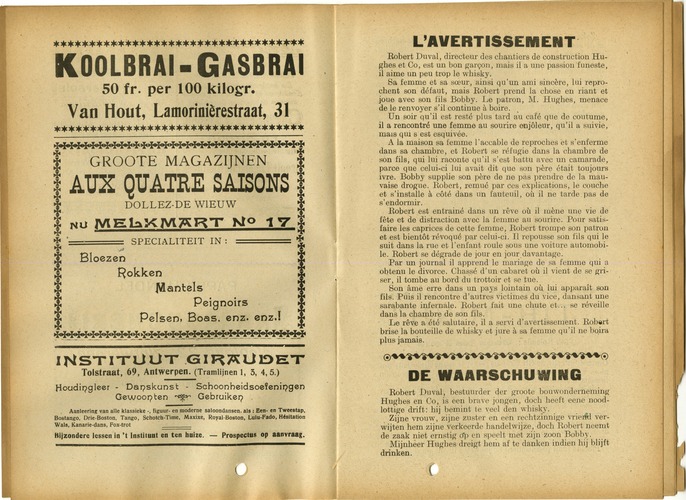 KOOLBRAI - GASBRAI
50 fr. per 100 kilogr.
Van Hout, Lamorinièrestraat, 31
GROOTE MAGAZIJNEN
AUX QUATRE SAISONS
DOLLEZ-DE WIEUW
NU MELKMART No 17
SPECIALITEIT IN :
Bloezen
Rokken
Mantels
Peignoirs
Pelsen, Boas, enz. enz.!
INSTITUUT GIRAUDET
Tolstraat, 69, Antwerpen. (Tramlijnen 1, 3, 4, 5.)
Houdingleer - Danskunst - Schoonheidsoefeningen
Gewoonten Gebruiken
Aanleering van alle klassieke -, figuur- en moderne salondansen, als : Een- en Tweestap,
Bostango, Drie-Boston, Tango, Schotch-Time, Maxixe, Royal-Boston, Lulu-Fado, Hésitation
Wals, Kanarie-dans, Fox-trot
Bijzondere lessen in 't Instituut en ten huize. — Prospectus op aanvraag.
L'AVERTISSEMENT
Robert Duval, directeur des chantiers de construction Hu-
ghes et Co, est un bon garçon, mais il a une passion funeste,
il aime un peu trop le whisky.
Sa femme et sa sœur, ainsi qu'un ami sincère, lui repro-
chent son défaut, mais Robert prend la chose en riant et
joue avec son fils Bobby. Le patron, M. Hughes, menace
de le renvoyer s'il continue à boire.
Un soir qu'il est resté plus tard au café que de coutume,
il a rencontré une femme au sourire enjôleur, qu'il a suivie,
mais qui s'est esquivée.
A la maison sa femme l'accable de reproches et s'enferme
dans sa chambre, et Robert se réfugie dans la chambre de
son fils, qui lui raconte qu'il s'est battu avec un camarade,
parce que celui-ci lui avait dit que son père était toujours
ivre. Bobby supplie son père de ne pas prendre de la mau-
vaise drogue. Robert, remué par ces explications, le couche
et s'installe à côté dans un fauteuil, où il ne tarde pas de
s'endormir.
Robert est entrainé dans un rêve où il mène une vie de
fête et de distraction avec la femme au sourire. Pour satis-
faire les caprices de cette femme, Robert trompe son patron
et est bientôt révoqué par celui-ci. Il repousse son fils qui le
suit dans la rue et l'enfant roule sous une voiture automobi-
le. Robert se dégrade de jour en jour davantage.
Par un journal il apprend le mariage de sa femme qui a
obtenu le divorce. Chassé d'un cabaret où il vient de se gri-
ser, il tombe au bord du trottoir et se tue.
Son âme erre dans un pays lointain où lui apparaît son
fils. Puis il rencontre d'autres victimes du vice, dansant une
sarabante infernale. Robert fait une chute et... se réveille
dans la chambre de son fils.
Le rêve a été salutaire, il a servi d'avertissement. Robert
brise la bouteille de whisky et jure à sa femme qu'il ne boira
plus jamais.
DE WAARSCHUWING
Robert Duval, bestuurder der groote bouwonderneming
Hughes en Co, is een brave jongen, doch heeft eene nood-
lottige drift: hij bemint te veel den whisky.
Zijne vrouw, zijne zuster en een rechtzinnige vriend ver-
wijten hem zijne verkeerde handelwijze, doch Robert neemt
de zaak niet ernstig op en speelt met zijn zoon Bobby.
Mijnheer Hughes dreigt hem af te danken indien hij blijft
drinken.